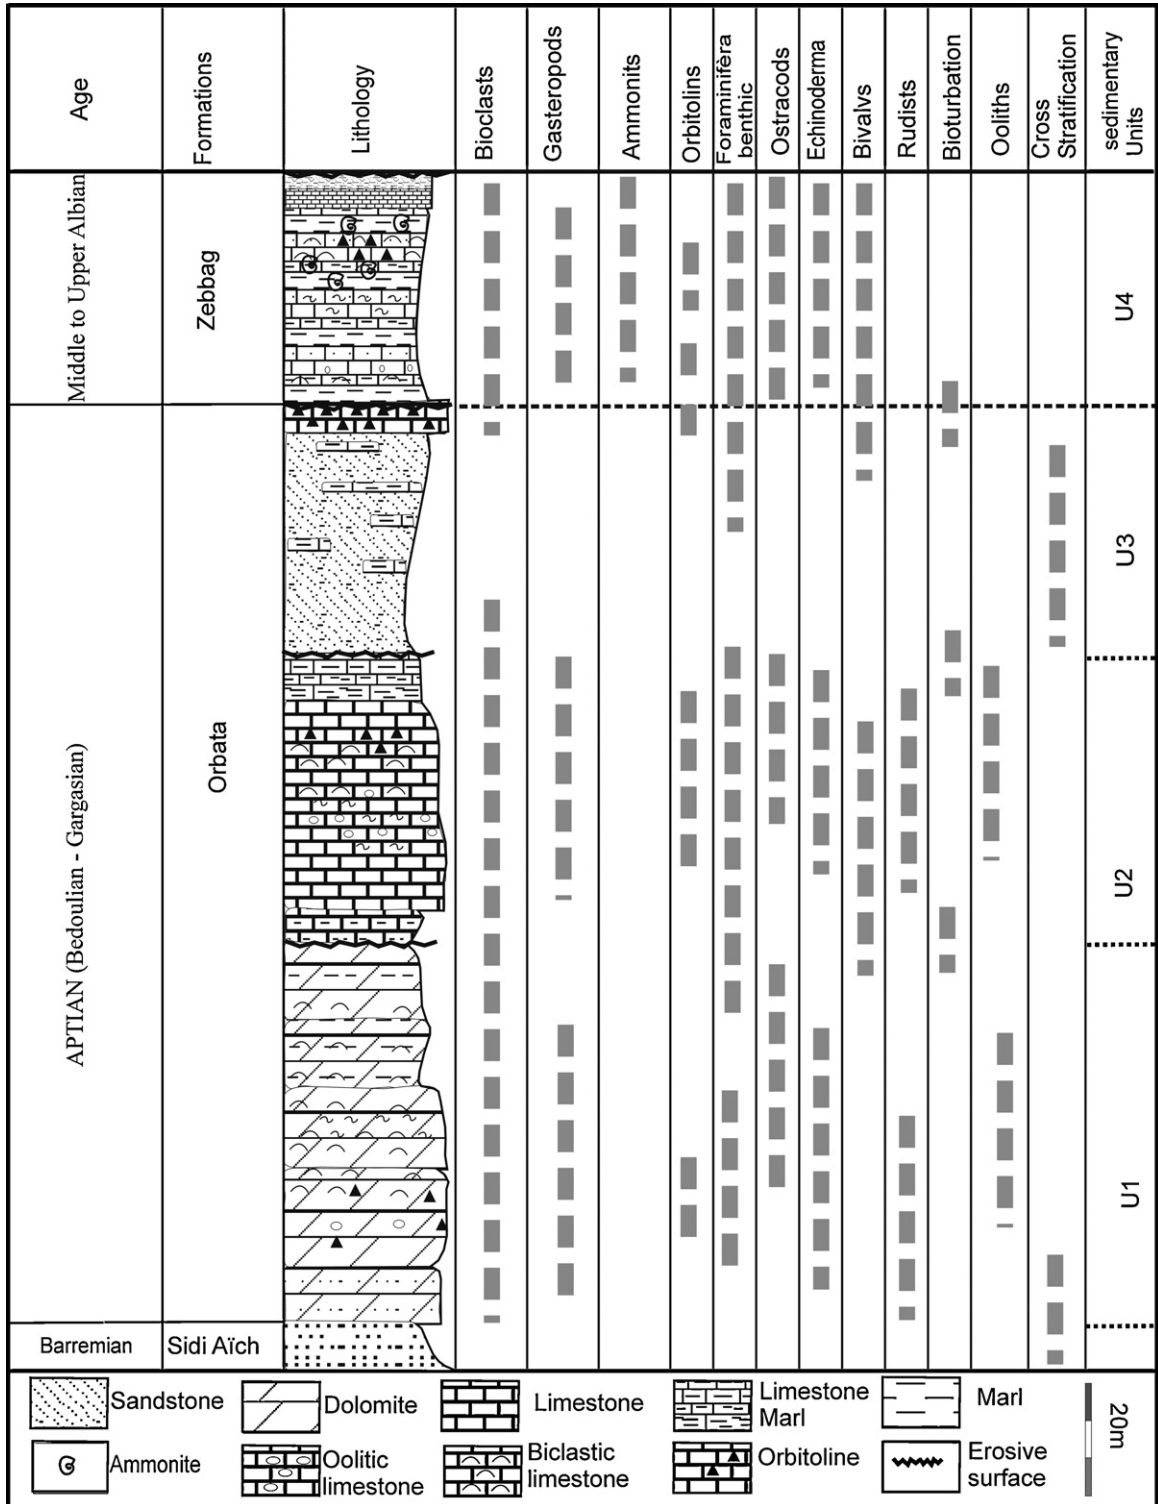 Age
Formations
Lithology
Bioclasts
Gasteropods
Ammonits
Orbitolins
Foraminifèra
benthic
Ostracods
Echinoderma
Bivalvs
Rudists
Bioturbation
Ooliths
Cross
Stratification
sedimentary
Units
Middle to Upper Albian
Zebbag
U4
APTIAN (Bedoulian - Gargasian)
Orbata
U3
U2
U1
Barremian
Sidi Aïch
Sandstone
Dolomite
Limestone
Limestone
Marl
Marl
20m
Ammonite
Oolitic
limestone
Biclastic
limestone
Orbitoline
Erosive
surface